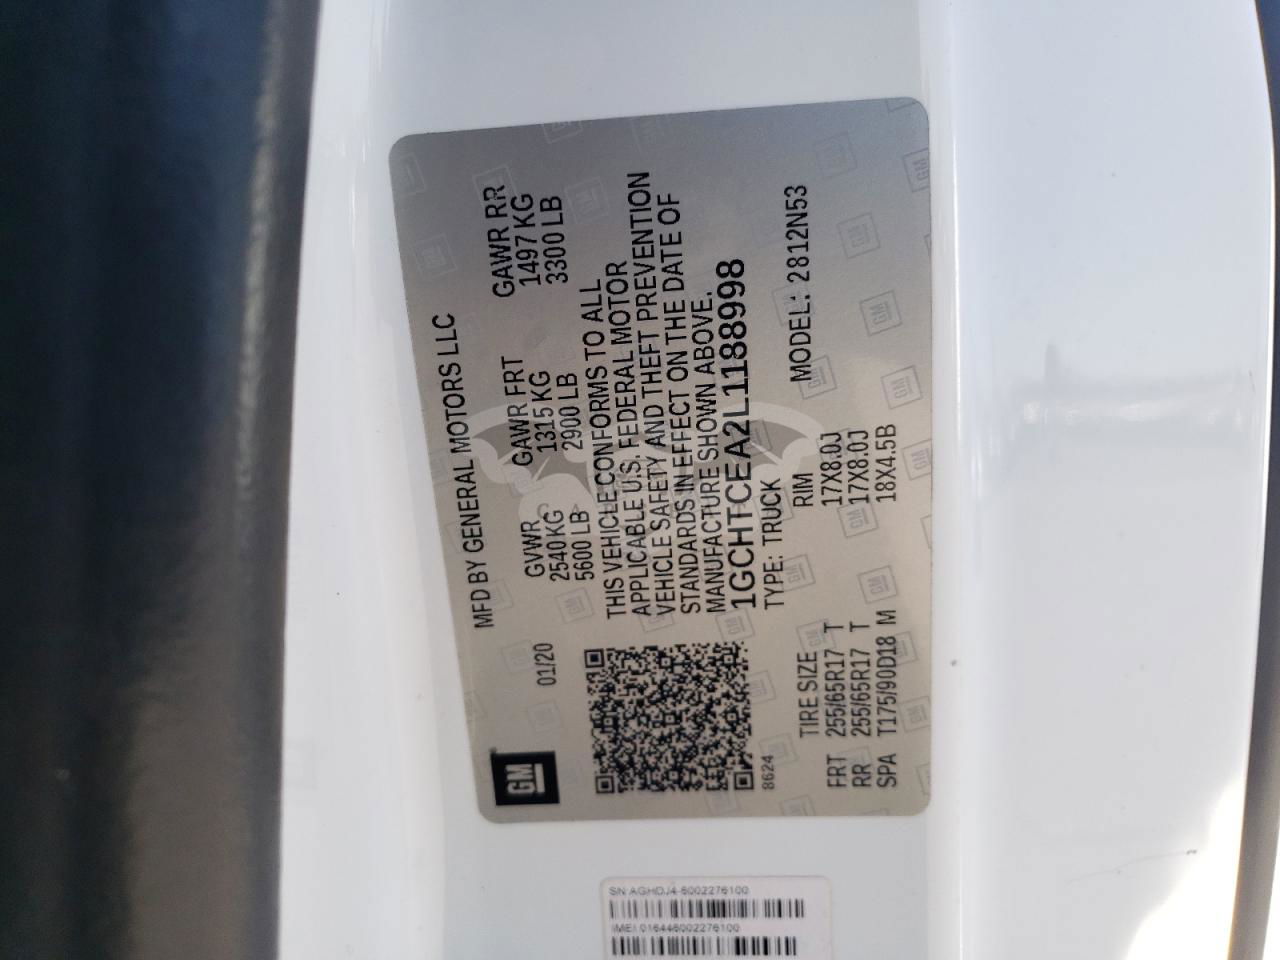 GM
MFD BY GENERAL MOTORS LLC
01/20
GVWR GAWR FRT GAWR RR
2540 KG 1315 KG 1497 KG
5600 LB 2900 LB 3300 LB
THIS VEHICLE CONFORMS TO ALL
APPLICABLE U.S. FEDERAL MOTOR
VEHICLE SAFETY AND THEFT PREVENTION
STANDARDS IN EFFECT ON THE DATE OF
MANUFACTURE SHOWN ABOVE.
1GCHTCEA2L1188998
8624
TYPE: TRUCK MODEL: 2812N53
TIRE SIZE RIM
FRT 255/65R17 T 17X8.0J
RR 255/65R17 T 17X8.0J
SPA T175/90D18 M 18X4.5B
SN AGHDJ4-6002276100
IMEI 016446002276100